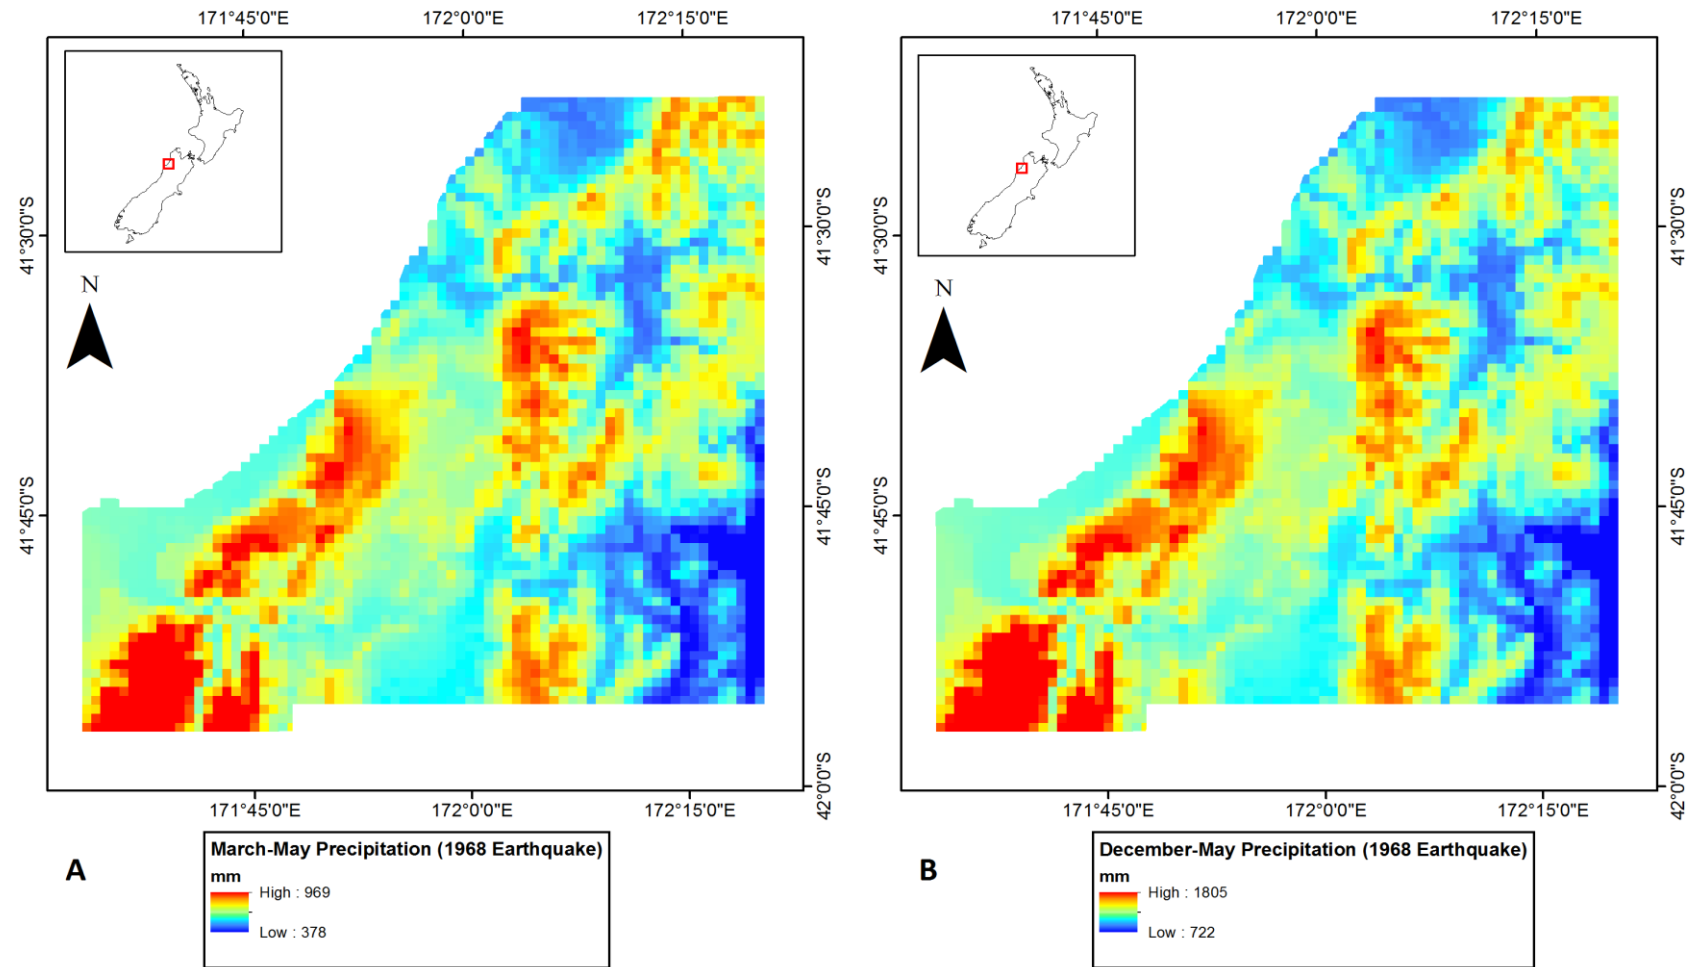 171°45'0"E 172°0'0"E 172°15'0"E
41°30'0"S
41°45'0"S
N
41°30'0"S
41°45'0"S
42°0'0"S
171°45'0"E 172°0'0"E 172°15'0"E
A
March-May Precipitation (1968 Earthquake)
mm
High : 969
Low : 378
171°45'0"E 172°0'0"E 172°15'0"E
41°30'0"S
41°45'0"S
N
41°30'0"S
41°45'0"S
42°0'0"S
171°45'0"E 172°0'0"E 172°15'0"E
B
December-May Precipitation (1968 Earthquake)
mm
High : 1805
Low : 722